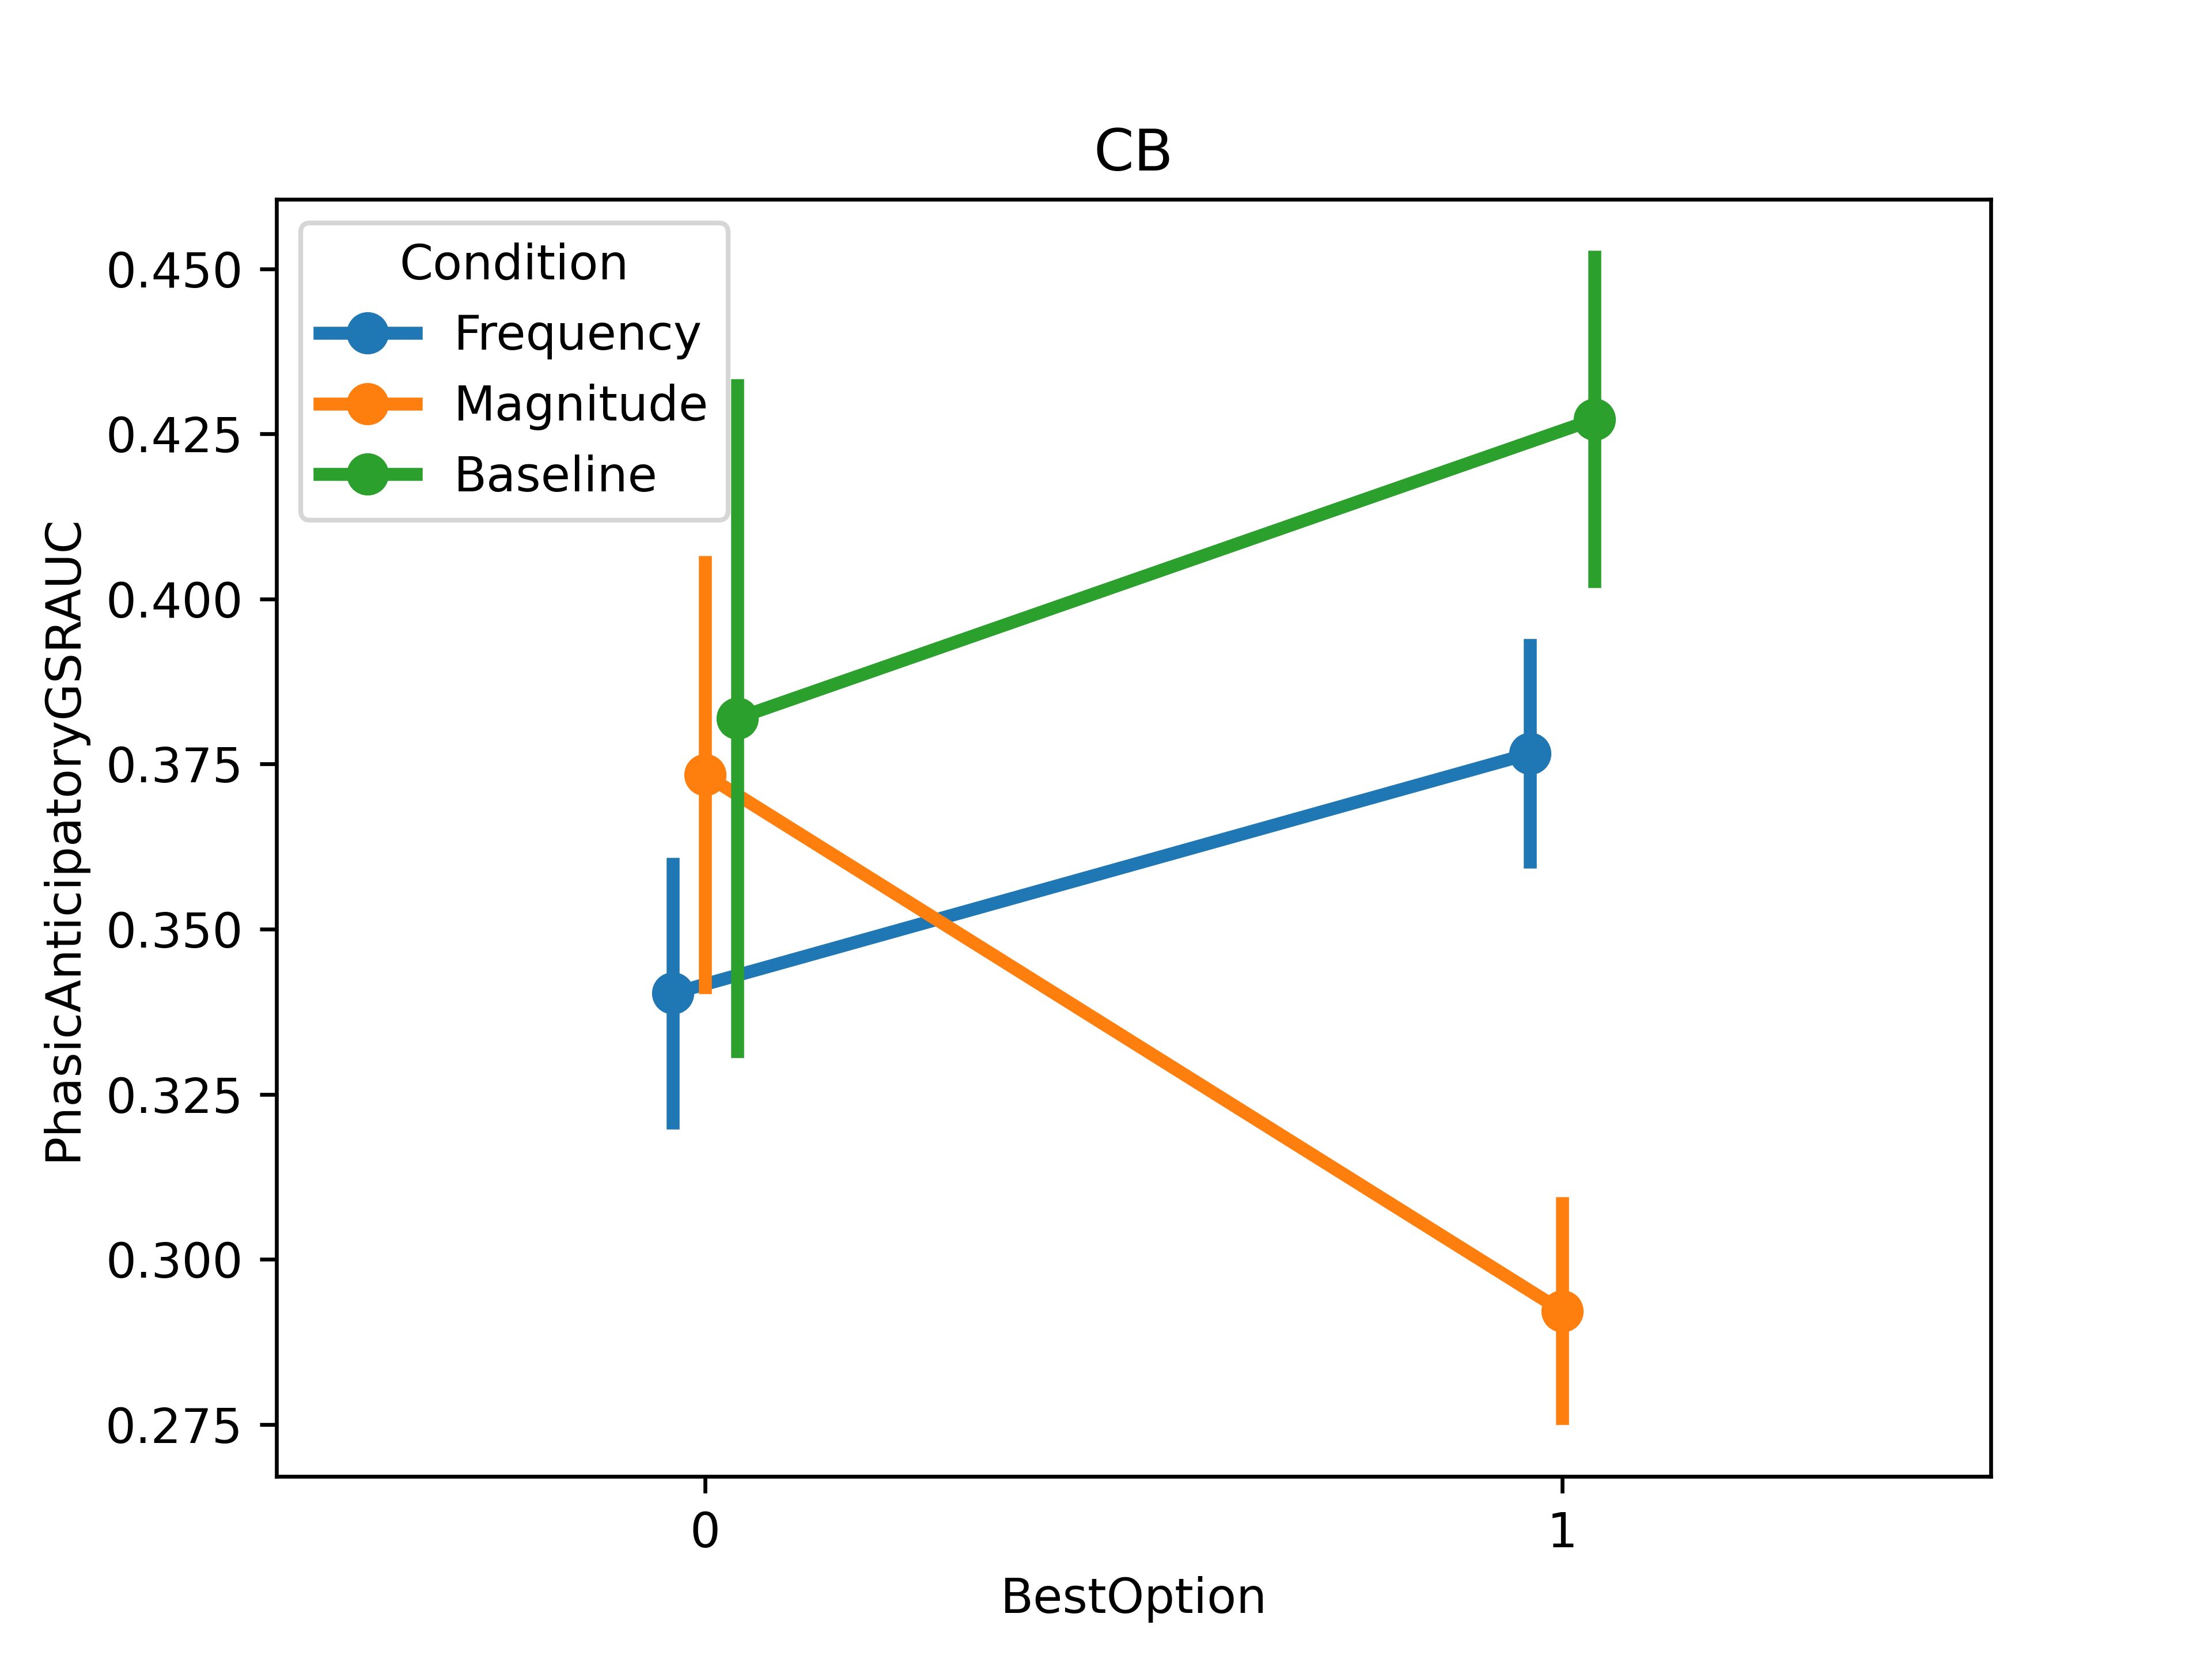 CB
Condition
Frequency
Magnitude
Baseline
PhasicAnticipatoryGSRAUC
0.450
0.425
0.400
0.375
0.350
0.325
0.300
0.275
0
1
BestOption